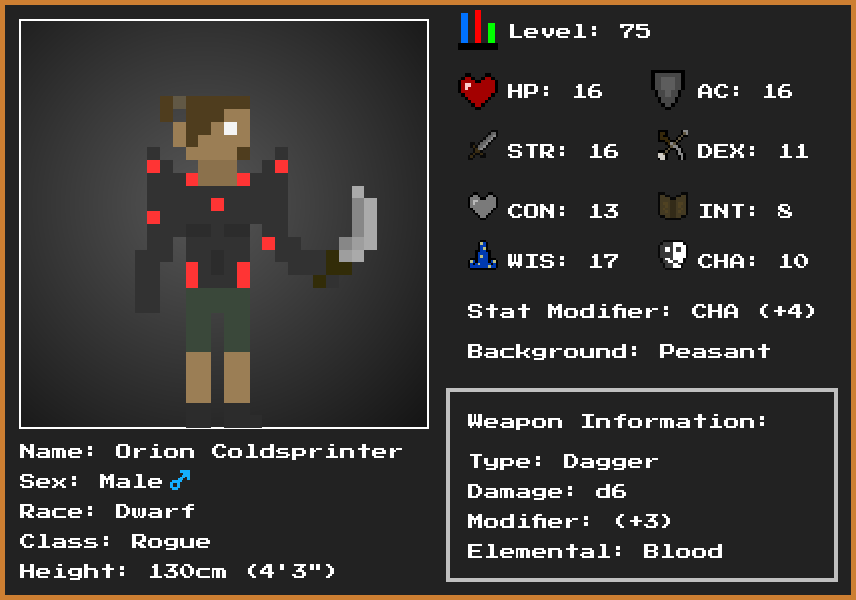 Level: 75
HP: 16 AC: 16
STR: 16 DEX: 11
CON: 13 INT: 8
WIS: 17 CHA: 10
Stat Modifier: CHA (+4)
Background: Peasant
Weapon Information:
Type: Dagger
Damage: d6
Modifier: (+3)
Elemental: Blood
Name: Orion Coldsprinter
Sex: Male ♂
Race: Dwarf
Class: Rogue
Height: 130cm (4'3")